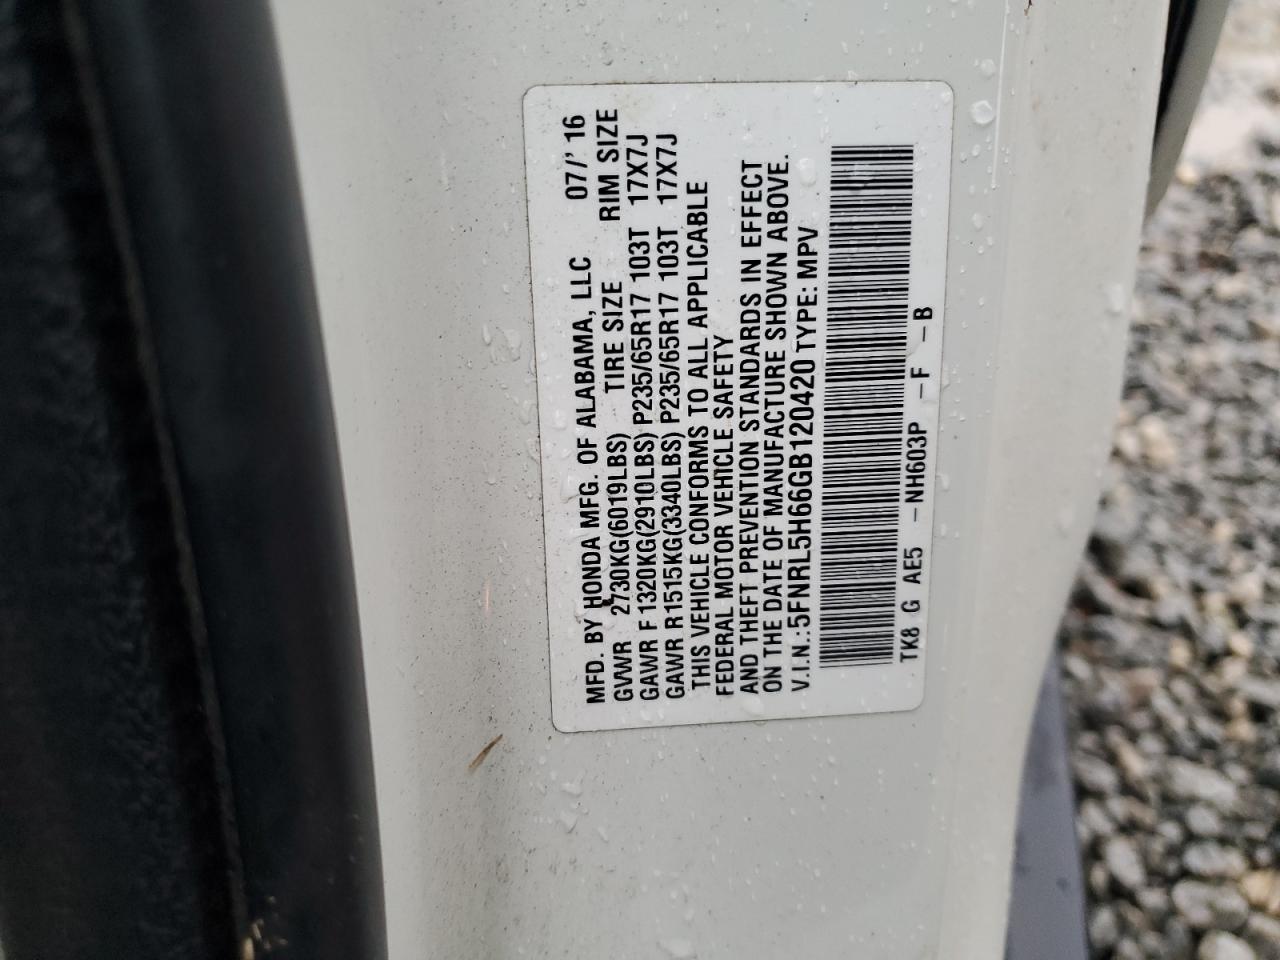 MFD. BY HONDA MFG. OF ALABAMA, LLC 07/' 16
GVWR 2730KG(6019LBS) TIRE SIZE RIM SIZE
GAWR F 1320KG(2910LBS) P235/65R17 103T 17X7J
GAWR R1515KG(3340LBS) P235/65R17 103T 17X7J
THIS VEHICLE CONFORMS TO ALL APPLICABLE
FEDERAL MOTOR VEHICLE SAFETY
AND THEFT PREVENTION STANDARDS IN EFFECT
ON THE DATE OF MANUFACTURE SHOWN ABOVE.
V.I.N.:5FNRL5H66GB120420 TYPE: MPV
TK8 G AE5 -NH603P -F -B